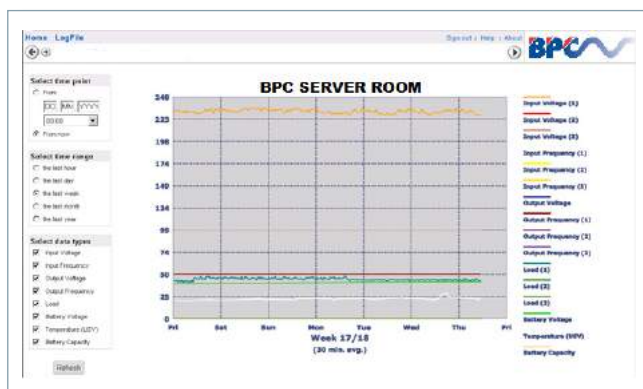 Home LogFile
Sign out | Help | About
BPC
Select time point
From
DD MM YYYY
00:00
From now
Select time range
the last hour
the last day
the last week
the last month
the last year
Select data types
Input Voltage
Input Frequency
Output Voltage
Output Frequency
Load
Battery Voltage
Temperature (USV)
Battery Capacity
Refresh
BPC SERVER ROOM
248
223
198
174
149
124
99
74
50
25
0
Fri Sat Sun Mon Tue Wed Thu Fri
Week 17/18
(30 min. avg.)
Input Voltage (1)
Input Voltage (2)
Input Voltage (3)
Input Frequency (1)
Input Frequency (2)
Input Frequency (3)
Output Voltage
Output Frequency (1)
Output Frequency (2)
Output Frequency (3)
Load (1)
Load (2)
Load (3)
Battery Voltage
Temperature (USV)
Battery Capacity